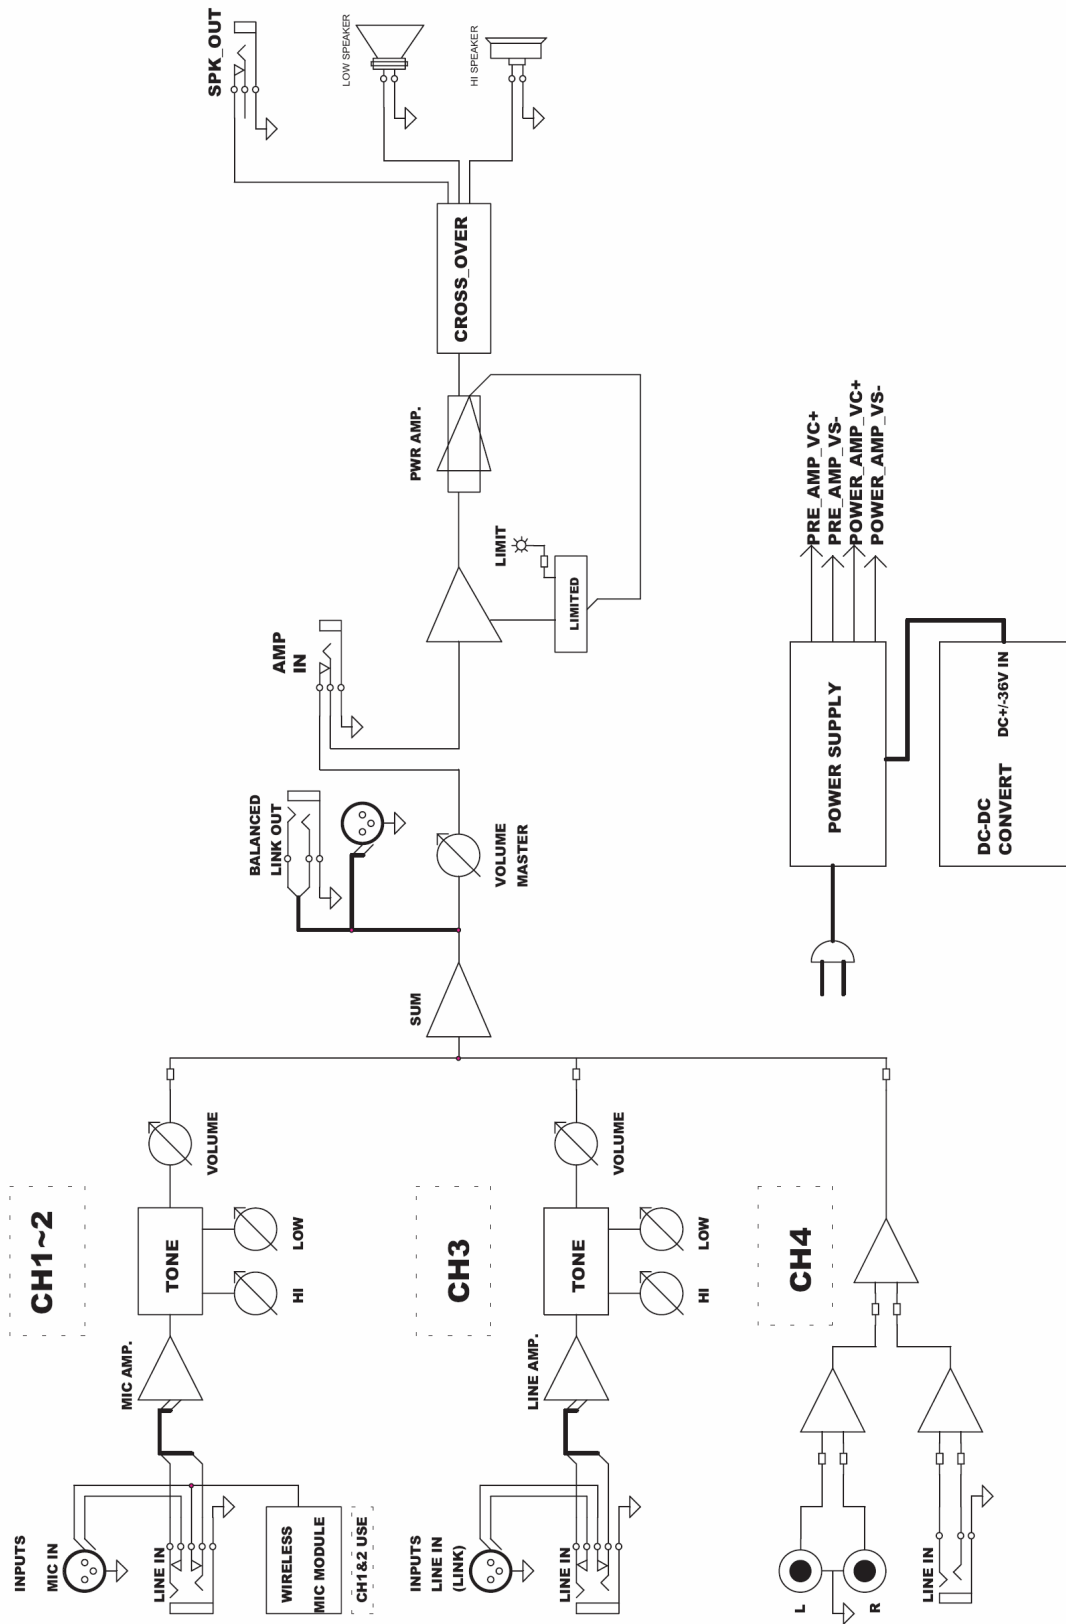 CH1~2
INPUTS
MIC IN
LINE IN
WIRELESS
MIC MODULE
CH1&2 USE
MIC AMP.
TONE
HI
LOW
VOLUME
CH3
INPUTS
LINE IN
(LINK)
LINE IN
LINE AMP.
TONE
HI
LOW
VOLUME
CH4
L
R
LINE IN
SUM
BALANCED
LINK OUT
VOLUME
MASTER
AMP
IN
LIMIT
LIMITED
PWR AMP.
CROSS_OVER
SPK_OUT
LOW SPEAKER
HI SPEAKER
POWER SUPPLY
PRE_AMP_VC+
PRE_AMP_VS-
POWER_AMP_VC+
POWER_AMP_VS-
DC-DC
CONVERT
DC+/-36V IN